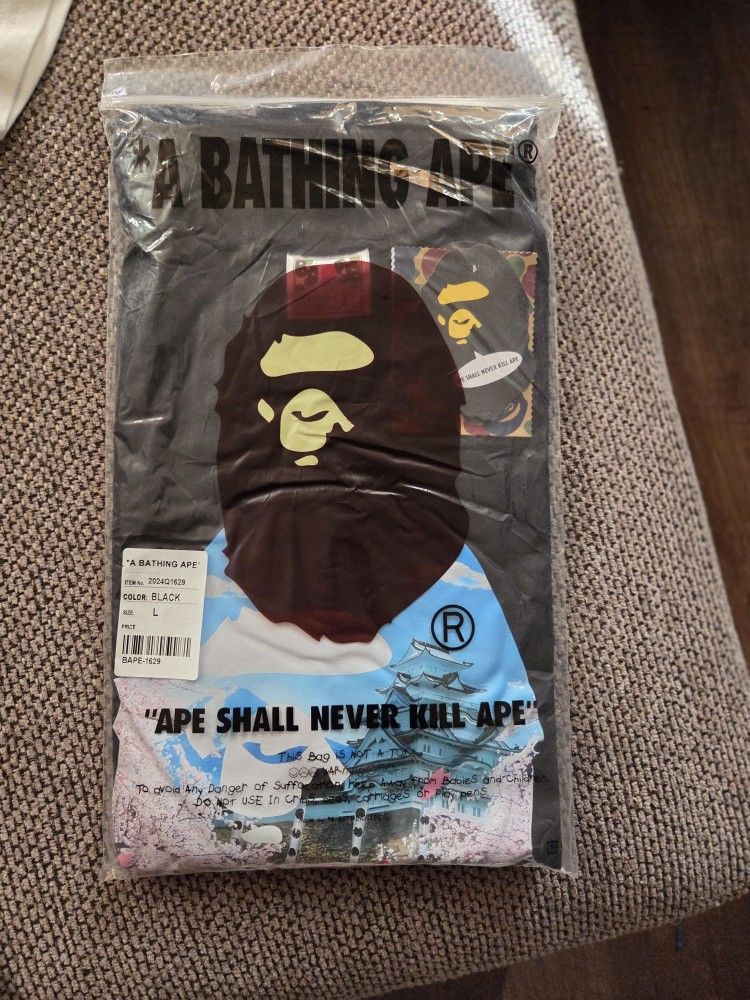 *A BATHING APE®
SHALL NEVER KILL APE
*A BATHING APE®
ITEM No. 2024Q1629
COLOR: BLACK
SIZE: L
PRICE
BAPE-1629
®
"APE SHALL NEVER KILL APE"
This Bag is NOT A TOY
To avoid Any Danger of Suffocation, Keep Away From Babies and Children.
DO NOT USE In Cribs, beds, carriages or Play pens.